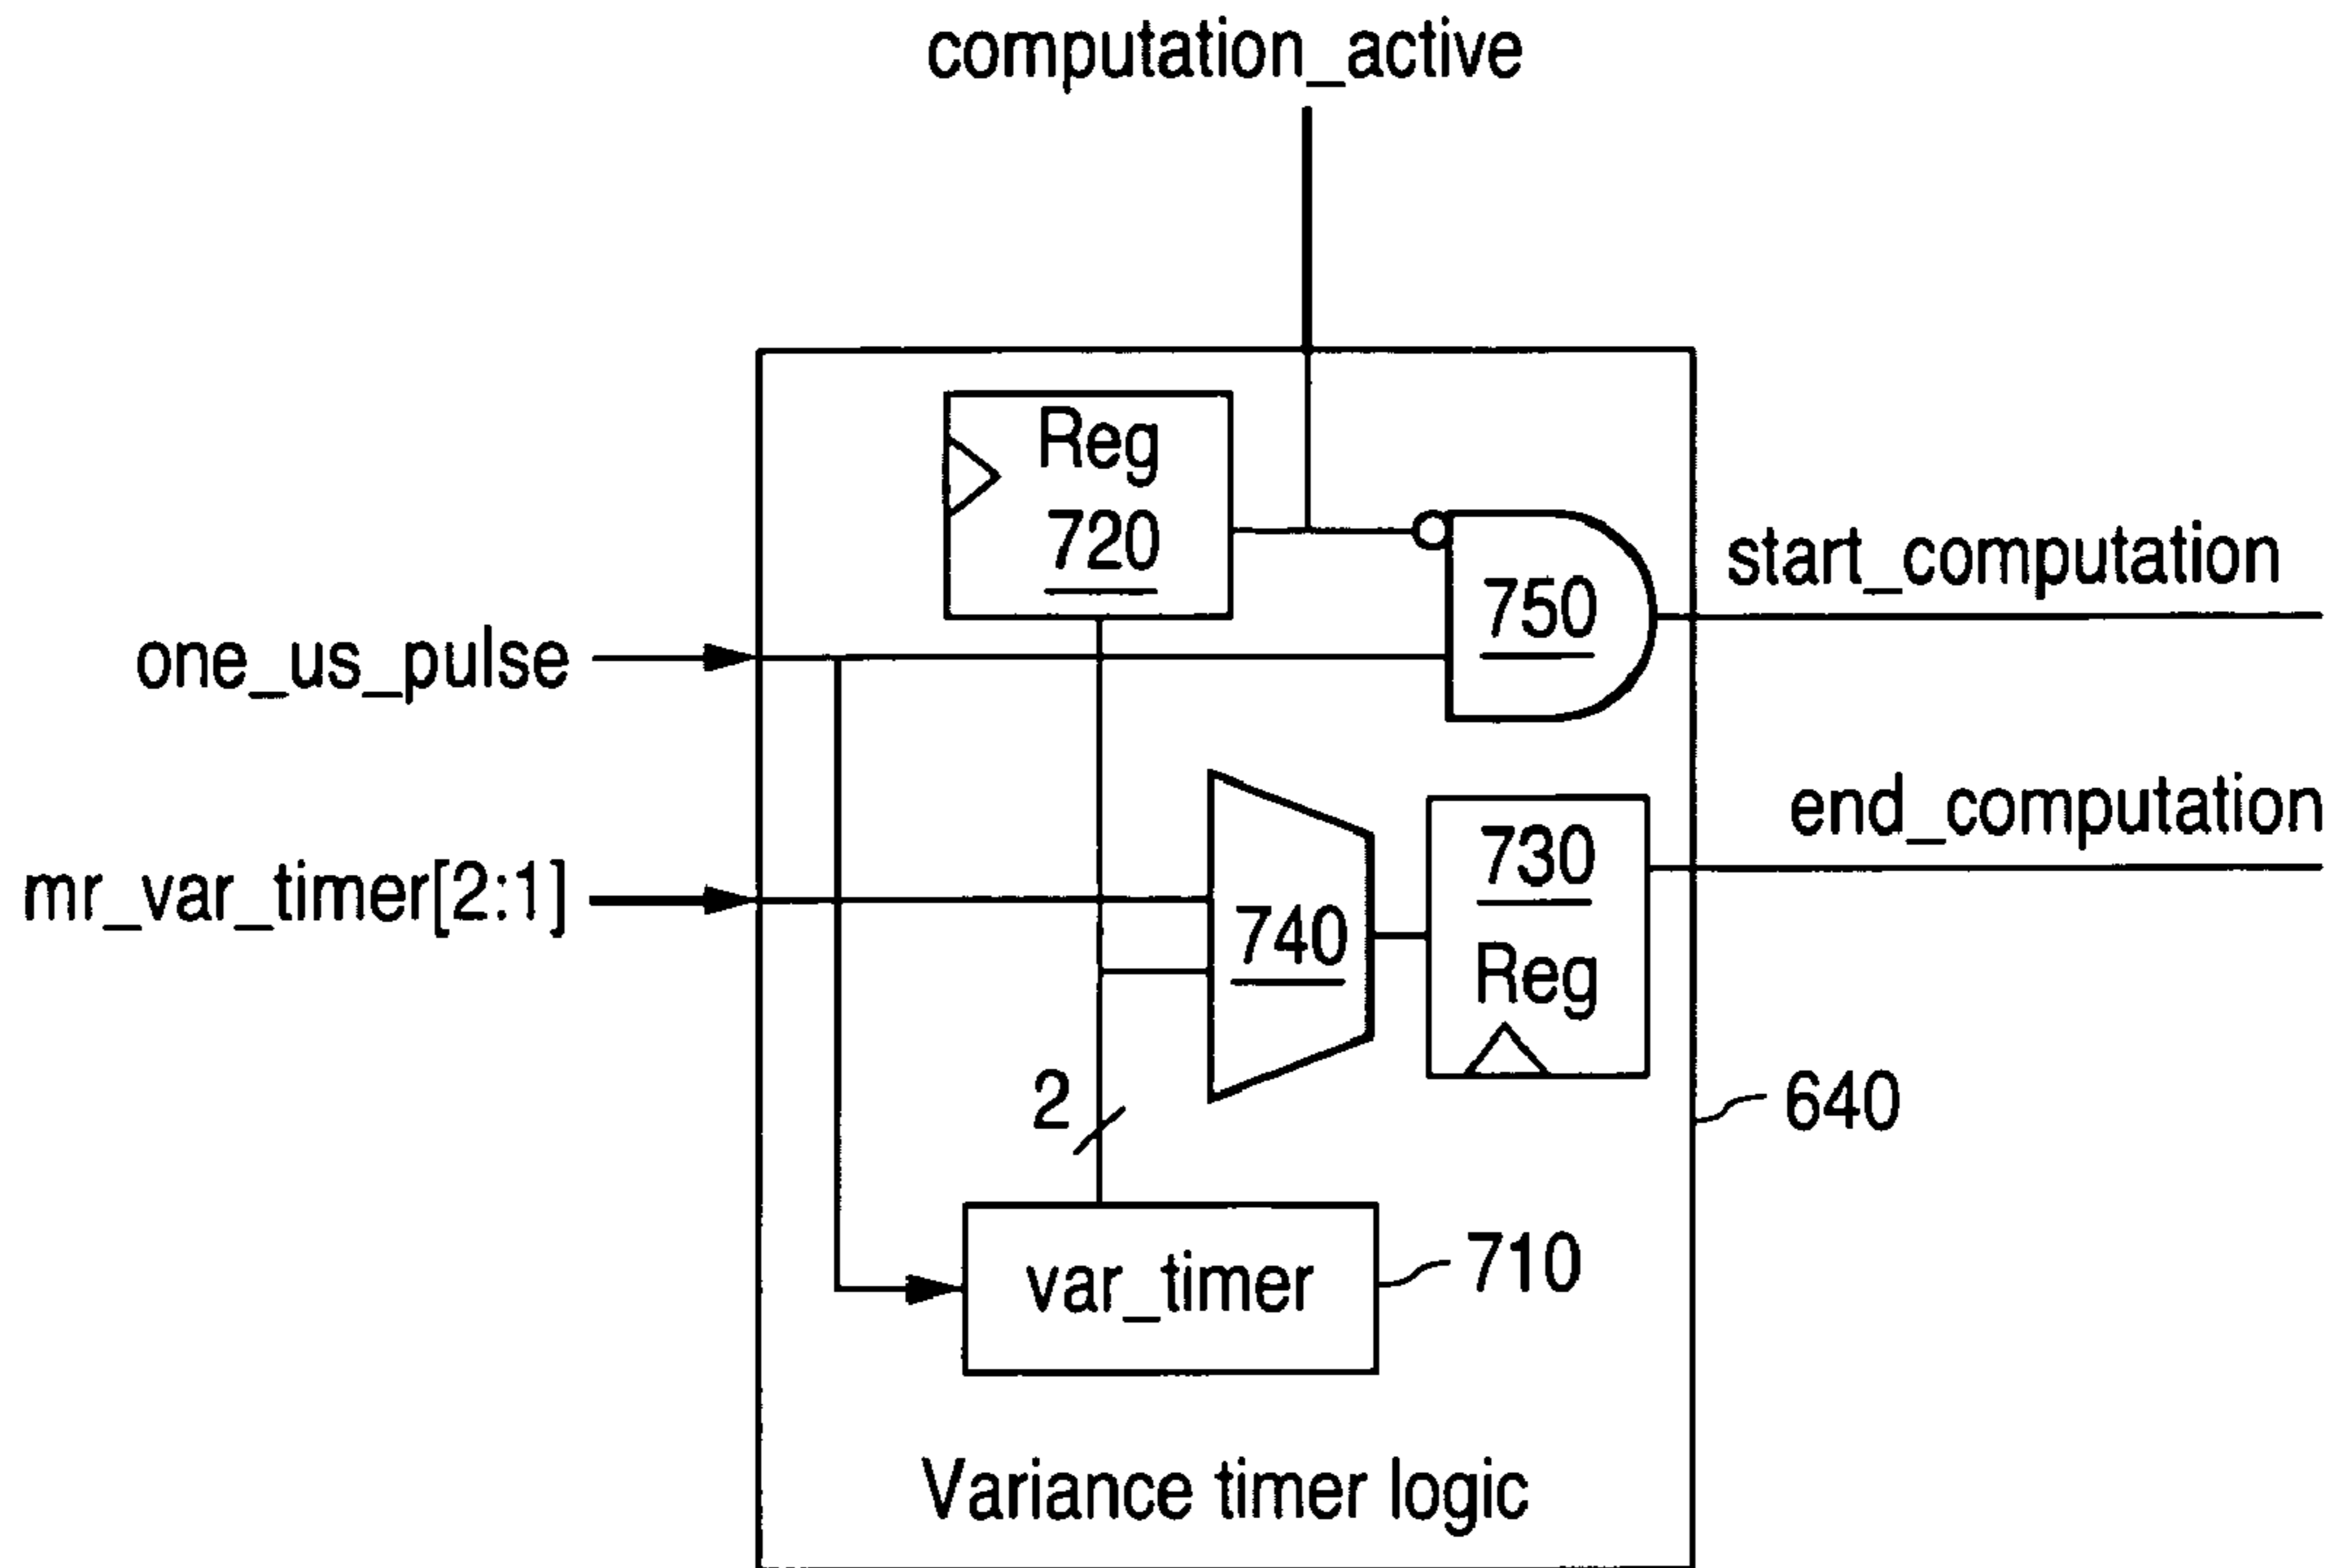 computation_active
Reg
720
one_us_pulse
750
start_computation
mr_var_timer[2:1]
740
730
Reg
end_computation
2
640
var_timer
710
Variance timer logic